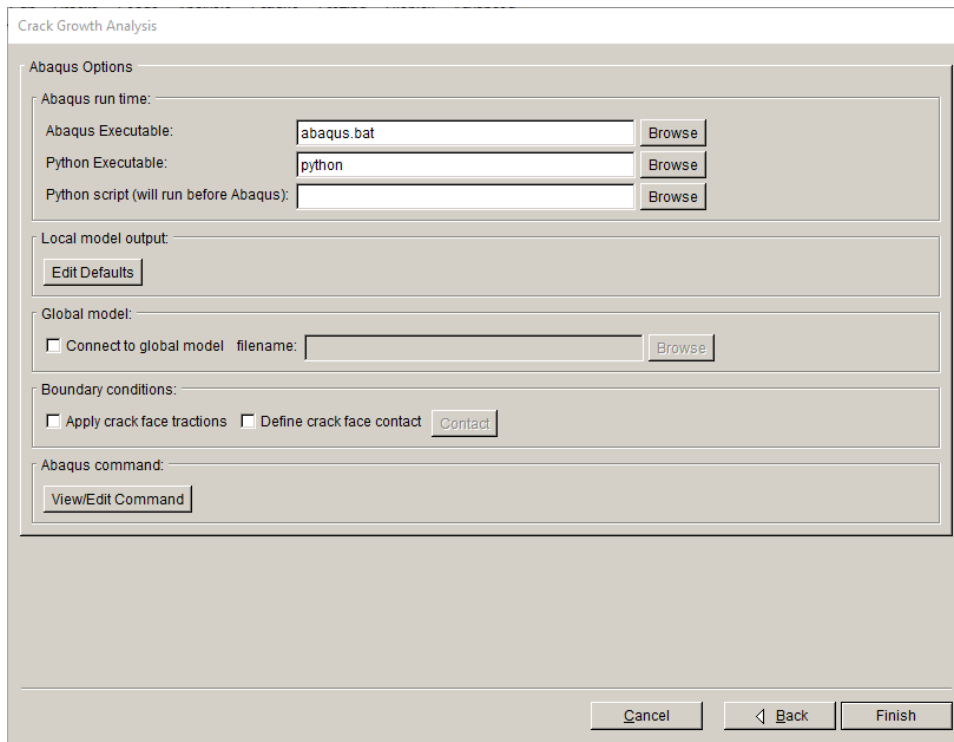 Crack Growth Analysis
Abaqus Options
Abaqus run time:
Abaqus Executable: abaqus.bat Browse
Python Executable: python Browse
Python script (will run before Abaqus): Browse
Local model output:
Edit Defaults
Global model:
Connect to global model filename: Browse
Boundary conditions:
Apply crack face tractions Define crack face contact Contact
Abaqus command:
View/Edit Command
Cancel Back Finish